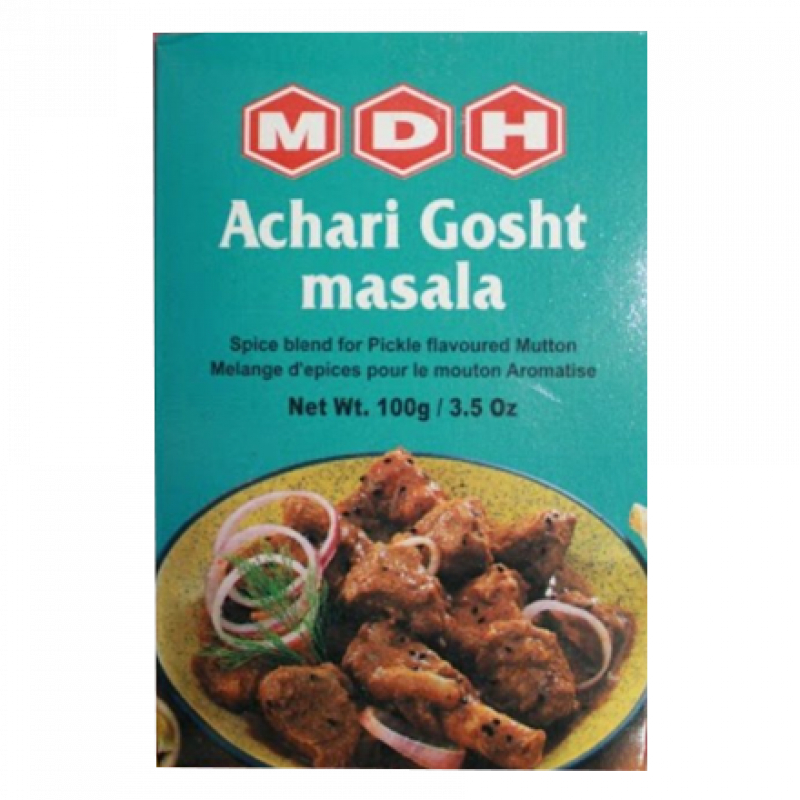 MDH
Achari Gosht
masala
Spice blend for Pickle flavoured Mutton
Melange d'epices pour le mouton Aromatise
Net Wt. 100g / 3.5 Oz